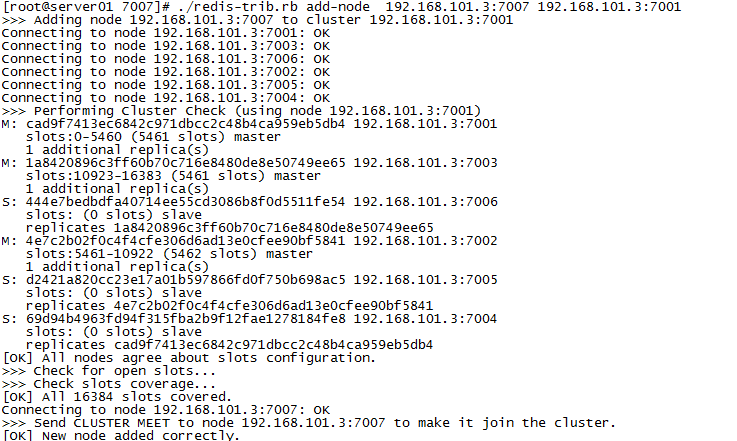 [root@server01 7007]# ./redis-trib.rb add-node  192.168.101.3:7007 192.168.101.3:7001
>>> Adding node 192.168.101.3:7007 to cluster 192.168.101.3:7001
Connecting to node 192.168.101.3:7001: OK
Connecting to node 192.168.101.3:7003: OK
Connecting to node 192.168.101.3:7006: OK
Connecting to node 192.168.101.3:7002: OK
Connecting to node 192.168.101.3:7005: OK
Connecting to node 192.168.101.3:7004: OK
>>> Performing Cluster Check (using node 192.168.101.3:7001)
M: cad9f7413ec6842c971dbcc2c48b4ca959eb5db4 192.168.101.3:7001
   slots:0-5460 (5461 slots) master
   1 additional replica(s)
M: 1a8420896c3ff60b70c716e8480de8e50749ee65 192.168.101.3:7003
   slots:10923-16383 (5461 slots) master
   1 additional replica(s)
S: 444e7bedbdfa40714ee55cd3086b8f0d5511fe54 192.168.101.3:7006
   slots: (0 slots) slave
   replicates 1a8420896c3ff60b70c716e8480de8e50749ee65
M: 4e7c2b02f0c4f4cfe306d6ad13e0cfee90bf5841 192.168.101.3:7002
   slots:5461-10922 (5462 slots) master
   1 additional replica(s)
S: d2421a820cc23e17a01b597866fd0f750b698ac5 192.168.101.3:7005
   slots: (0 slots) slave
   replicates 4e7c2b02f0c4f4cfe306d6ad13e0cfee90bf5841
S: 69d94b4963fd94f315fba2b9f12fae1278184fe8 192.168.101.3:7004
   slots: (0 slots) slave
   replicates cad9f7413ec6842c971dbcc2c48b4ca959eb5db4
[OK] All nodes agree about slots configuration.
>>> Check for open slots...
>>> Check slots coverage...
[OK] All 16384 slots covered.
Connecting to node 192.168.101.3:7007: OK
>>> Send CLUSTER MEET to node 192.168.101.3:7007 to make it join the cluster.
[OK] New node added correctly.